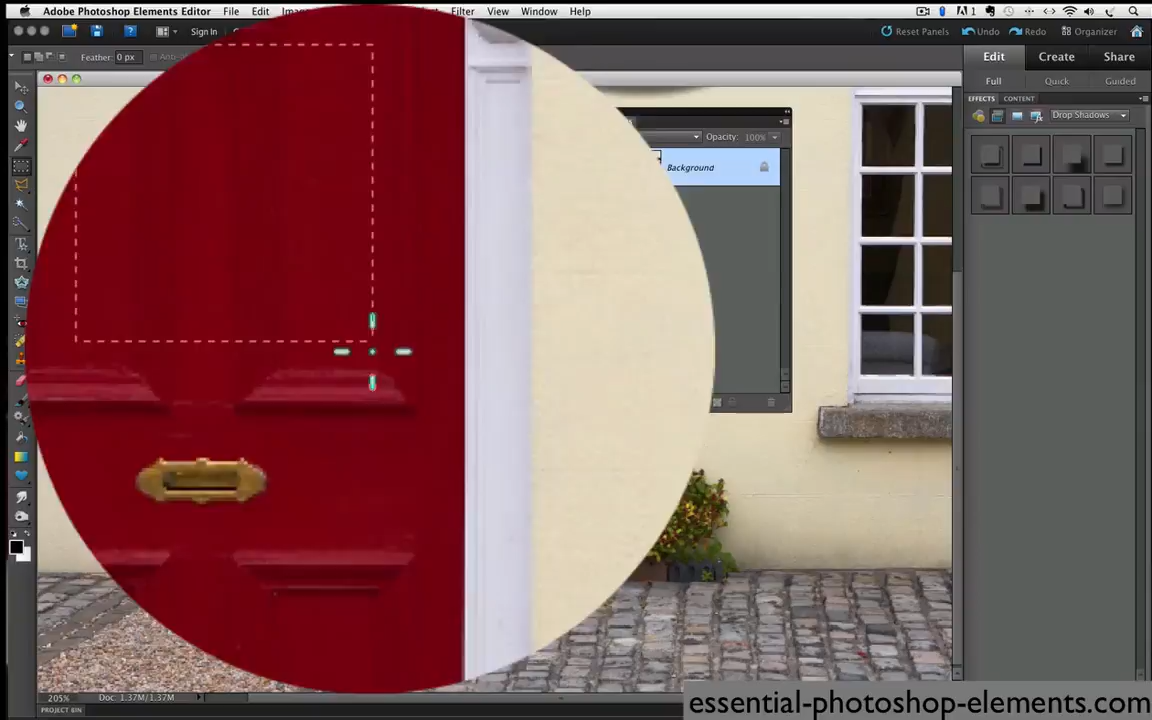 Adobe Photoshop Elements Editor File Edit Filter View Window Help
Sign In Reset Panels Undo Redo Organizer
Feather: 0 px Edit Create Share
Full Quick Guided
EFFECTS CONTENT
Drop Shadows
Opacity: 100%
Background
205% Doc: 1.37M/1.37M
PROJECT BIN
essential-photoshop-elements.com